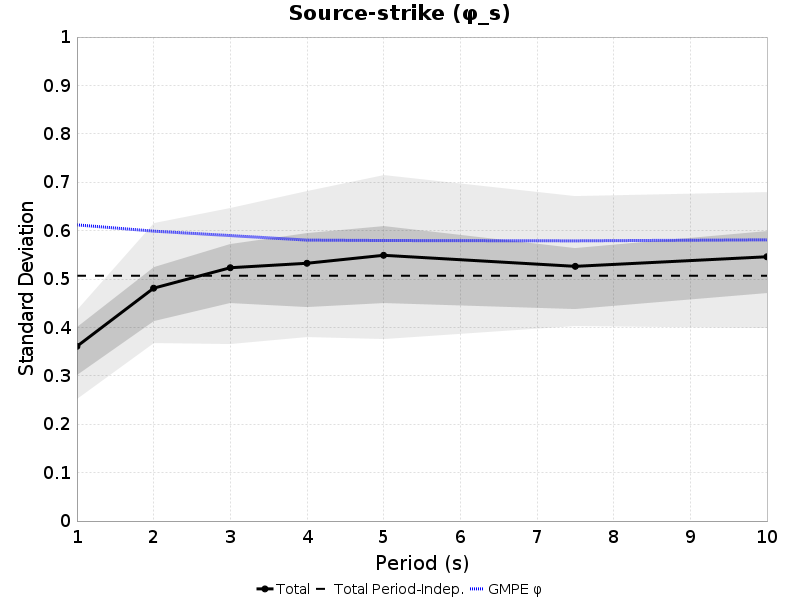 Source-strike (φ_s)
1
0.9
0.8
0.7
0.6
0.5
0.4
0.3
0.2
0.1
0
Standard Deviation
1 2 3 4 5 6 7 8 9 10
Period (s)
Total Total Period-Indep. GMPE φ